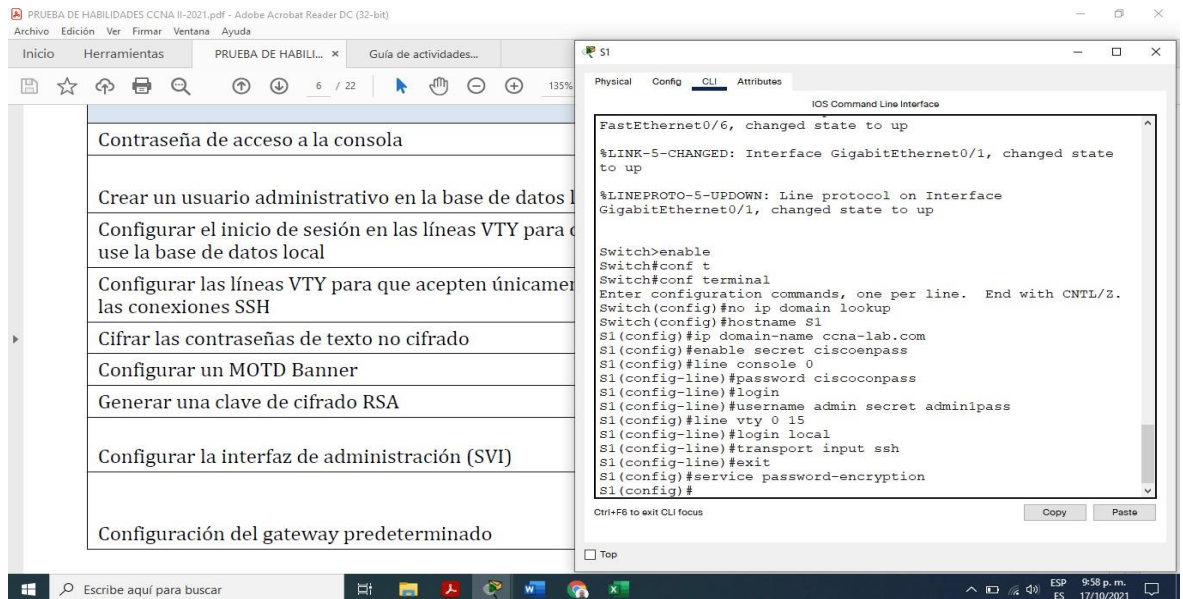 PRUEBA DE HABILIDADES CCNA II-2021.pdf - Adobe Acrobat Reader DC (32-bit)
Archivo Edición Ver Firmar Ventana Ayuda
Inicio Herramientas PRUEBA DE HABILI... × Guía de actividades...
6 / 22 135%
Contraseña de acceso a la consola
Crear un usuario administrativo en la base de datos l
Configurar el inicio de sesión en las líneas VTY para
use la base de datos local
Configurar las líneas VTY para que acepten únicamen
las conexiones SSH
Cifrar las contraseñas de texto no cifrado
Configurar un MOTD Banner
Generar una clave de cifrado RSA
Configurar la interfaz de administración (SVI)
Configuración del gateway predeterminado
S1
Physical Config CLI Attributes
IOS Command Line Interface
FastEthernet0/6, changed state to up
%LINK-5-CHANGED: Interface GigabitEthernet0/1, changed state
to up
%LINEPROTO-5-UPDOWN: Line protocol on Interface
GigabitEthernet0/1, changed state to up
Switch>enable
Switch#conf t
Switch#conf terminal
Enter configuration commands, one per line. End with CNTL/Z.
Switch(config)#no ip domain lookup
Switch(config)#hostname S1
S1(config)#ip domain-name ccna-lab.com
S1(config)#enable secret ciscoenpass
S1(config)#line console 0
S1(config-line)#password ciscoconpass
S1(config-line)#login
S1(config-line)#username admin secret admin1pass
S1(config)#line vty 0 15
S1(config-line)#login local
S1(config-line)#transport input ssh
S1(config-line)#exit
S1(config)#service password-encryption
S1(config)#
Ctrl+F6 to exit CLI focus Copy Paste
Top
Escribe aquí para buscar
ESP 9:58 p. m.
ES 17/10/2021